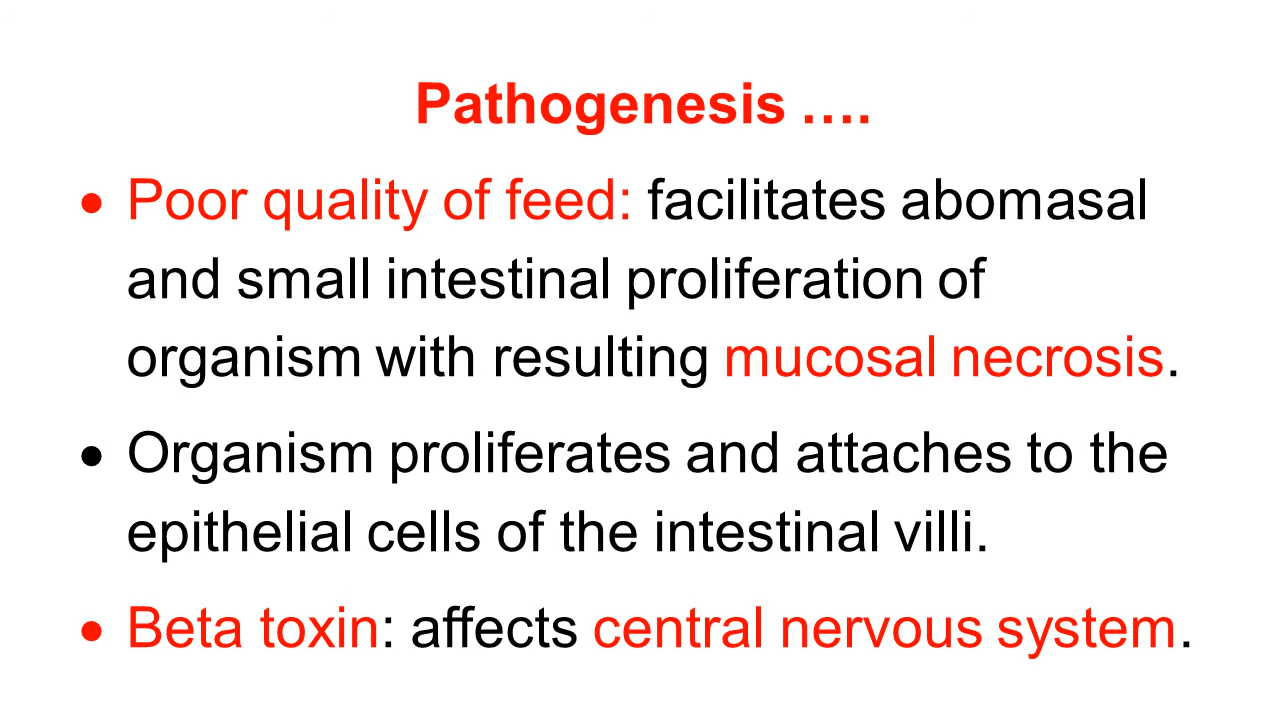 Pathogenesis ….
• Poor quality of feed: facilitates abomasal
and small intestinal proliferation of
organism with resulting mucosal necrosis.
• Organism proliferates and attaches to the
epithelial cells of the intestinal villi.
• Beta toxin: affects central nervous system.